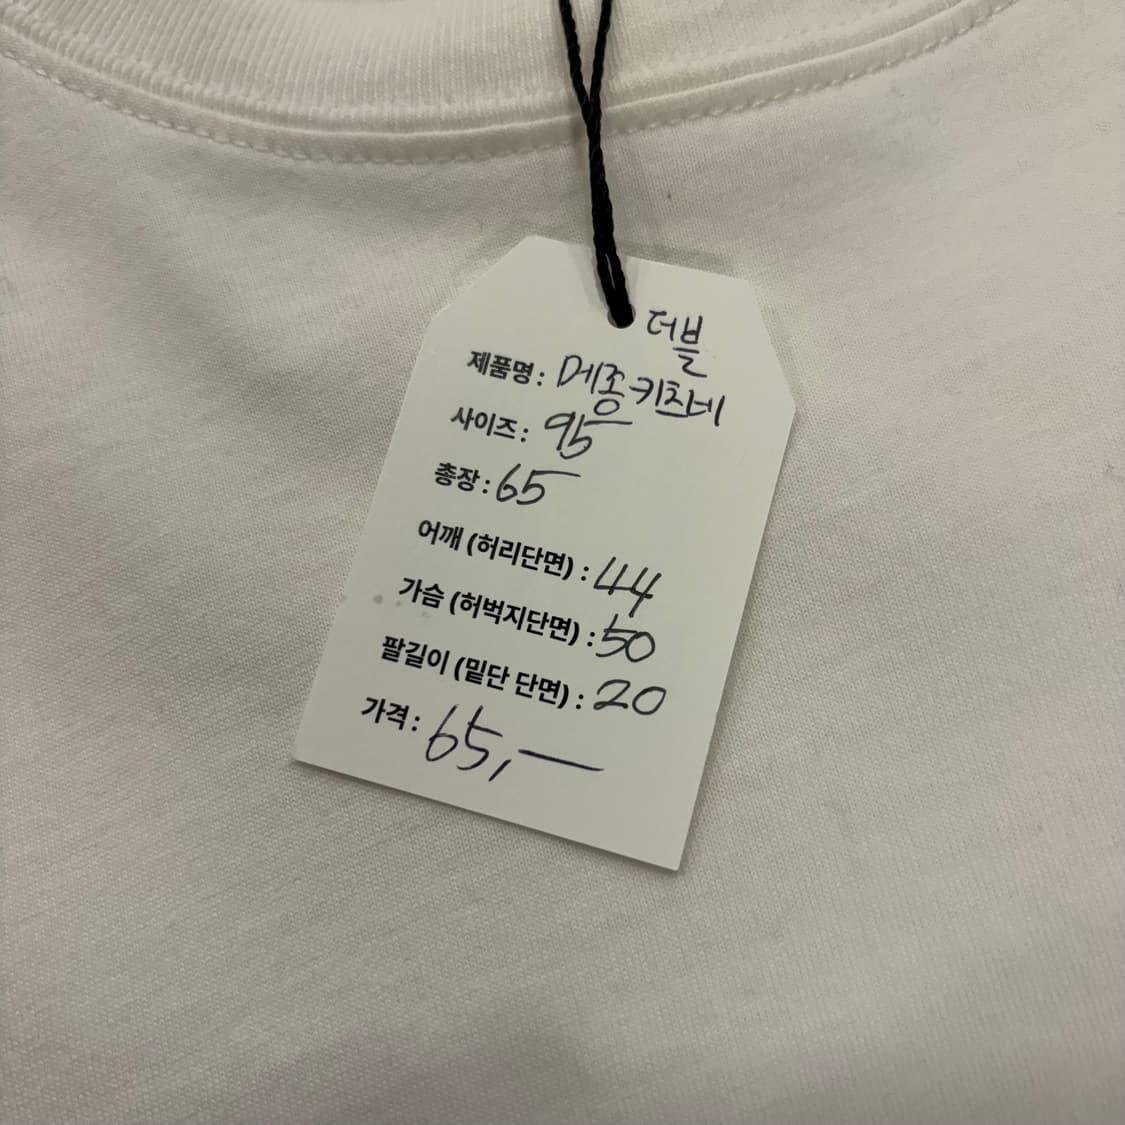 더블
제품명: 메종키츠네
사이즈: 95
총장: 65
어깨 (허리단면) : 44
가슴 (허벅지단면) : 50
팔길이 (밑단 단면) : 20
가격: 65,—